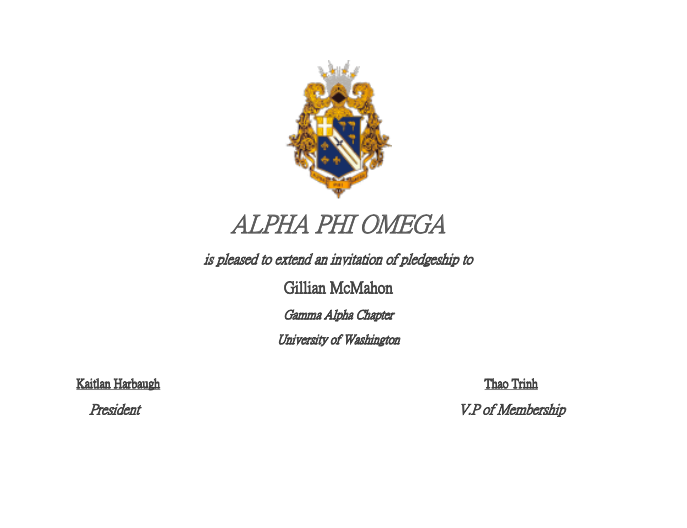 ALPHA PHI OMEGA
is pleased to extend an invitation of pledgeship to
Gillian McMahon
Gamma Alpha Chapter
University of Washington
Kaitlan Harbaugh
Thao Trinh
President
V.P of Membership